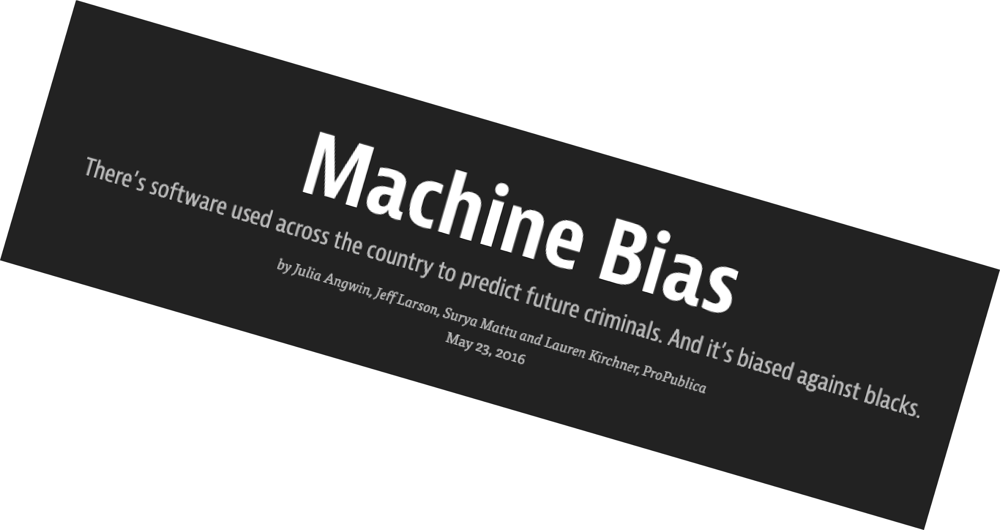 Machine Bias
There's software used across the country to predict future criminals. And it's biased against blacks.
by Julia Angwin, Jeff Larson, Surya Mattu and Lauren Kirchner, ProPublica
May 23, 2016